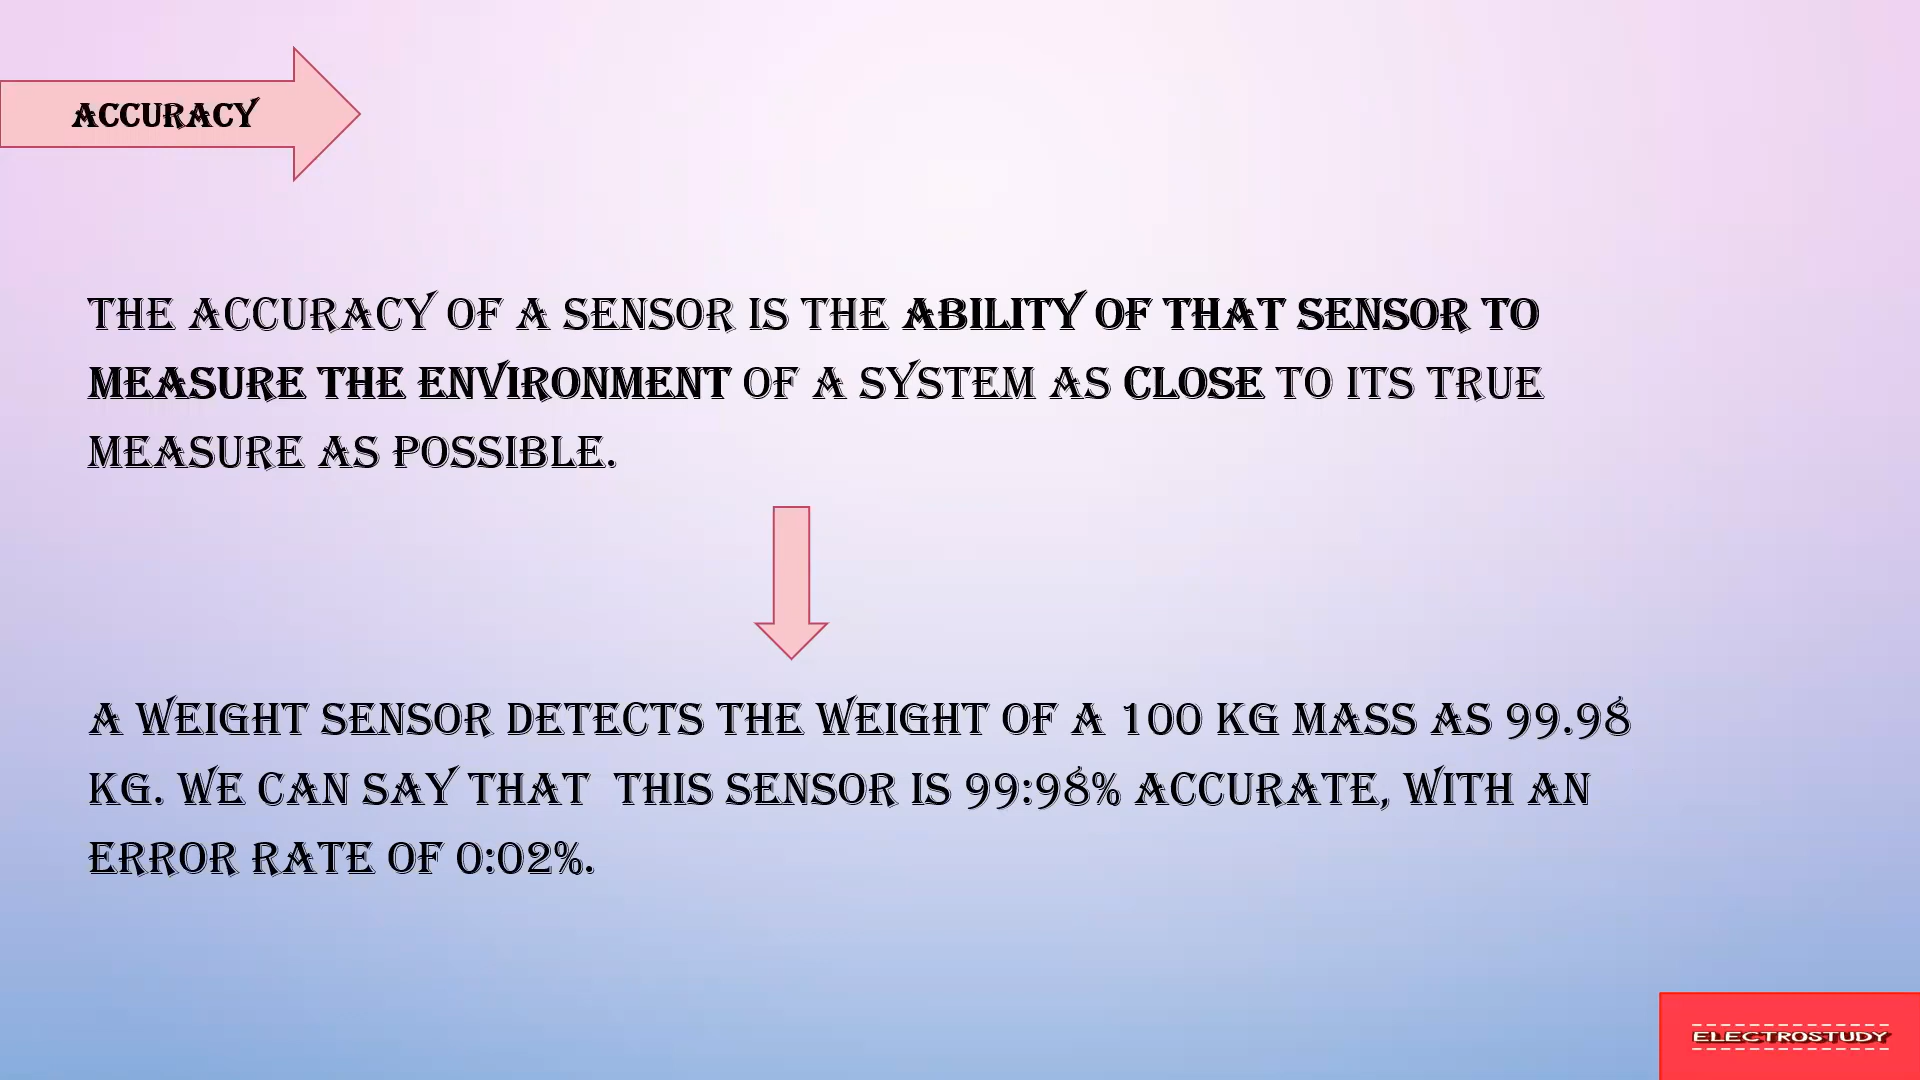 ACCURACY
THE ACCURACY OF A SENSOR IS THE ABILITY OF THAT SENSOR TO
MEASURE THE ENVIRONMENT OF A SYSTEM AS CLOSE TO ITS TRUE
MEASURE AS POSSIBLE.
A WEIGHT SENSOR DETECTS THE WEIGHT OF A 100 KG MASS AS 99.98
KG. WE CAN SAY THAT THIS SENSOR IS 99:98% ACCURATE, WITH AN
ERROR RATE OF 0:02%.
ELECTROSTUDY